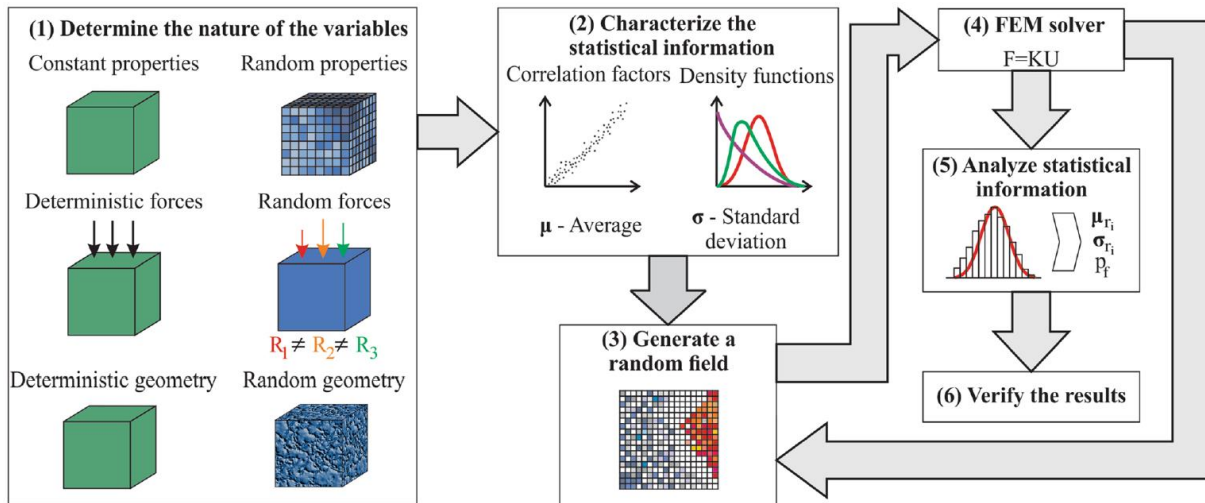 (1) Determine the nature of the variables
Constant properties
Random properties
Deterministic forces
Random forces
R1 ≠ R2 ≠ R3
Deterministic geometry
Random geometry
(2) Characterize the
statistical information
Correlation factors
Density functions
μ - Average
σ - Standard
deviation
(3) Generate a
random field
(4) FEM solver
F=KU
(5) Analyze statistical
information
μri
σri
pf
(6) Verify the results